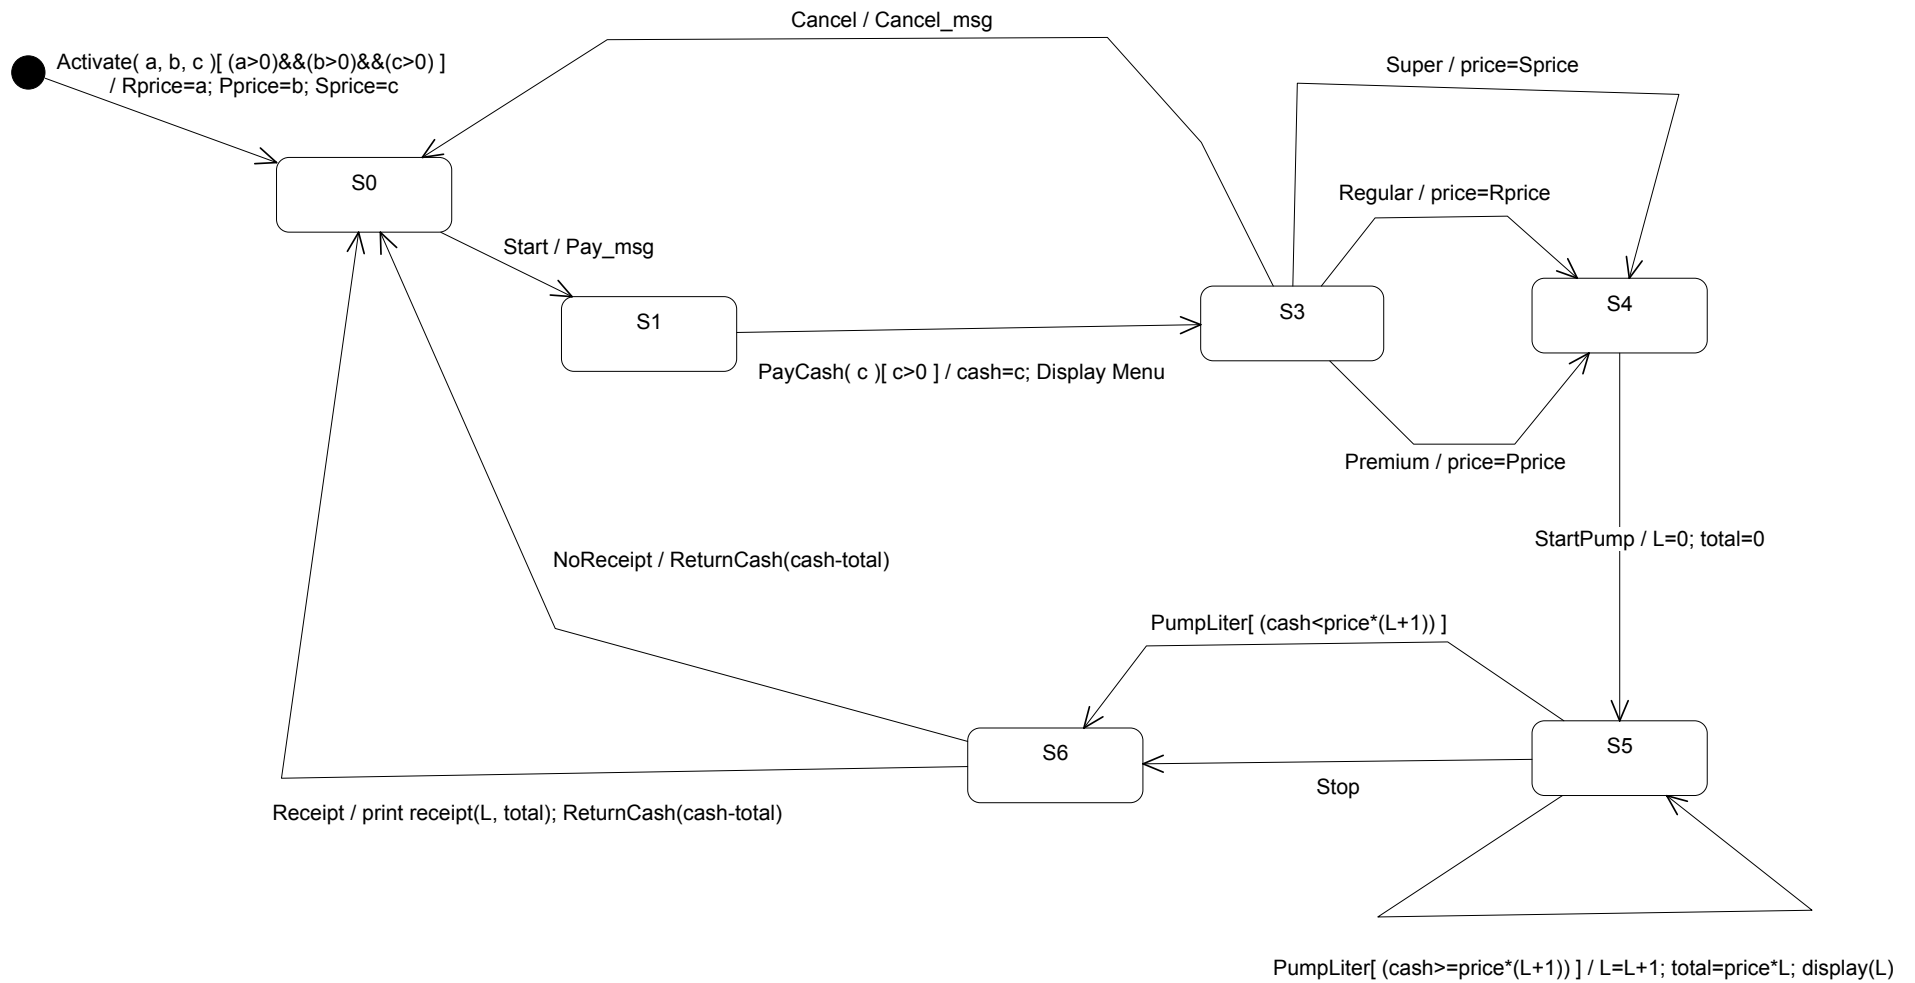 Cancel / Cancel_msg
Activate( a, b, c )[ (a>0)&&(b>0)&&(c>0) ]
/ Rprice=a; Pprice=b; Sprice=c
Super / price=Sprice
S0
Regular / price=Rprice
Start / Pay_msg
S1
S3
S4
PayCash( c )[ c>0 ] / cash=c; Display Menu
Premium / price=Pprice
StartPump / L=0; total=0
NoReceipt / ReturnCash(cash-total)
PumpLiter[ (cash<price*(L+1)) ]
S6
S5
Stop
Receipt / print receipt(L, total); ReturnCash(cash-total)
PumpLiter[ (cash>=price*(L+1)) ] / L=L+1; total=price*L; display(L)